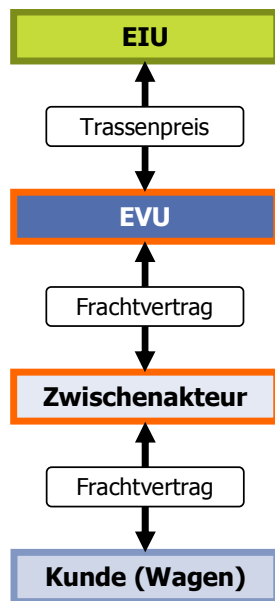 EIU
Trassenpreis
EVU
Frachtvertrag
Zwischenakteur
Frachtvertrag
Kunde (Wagen)